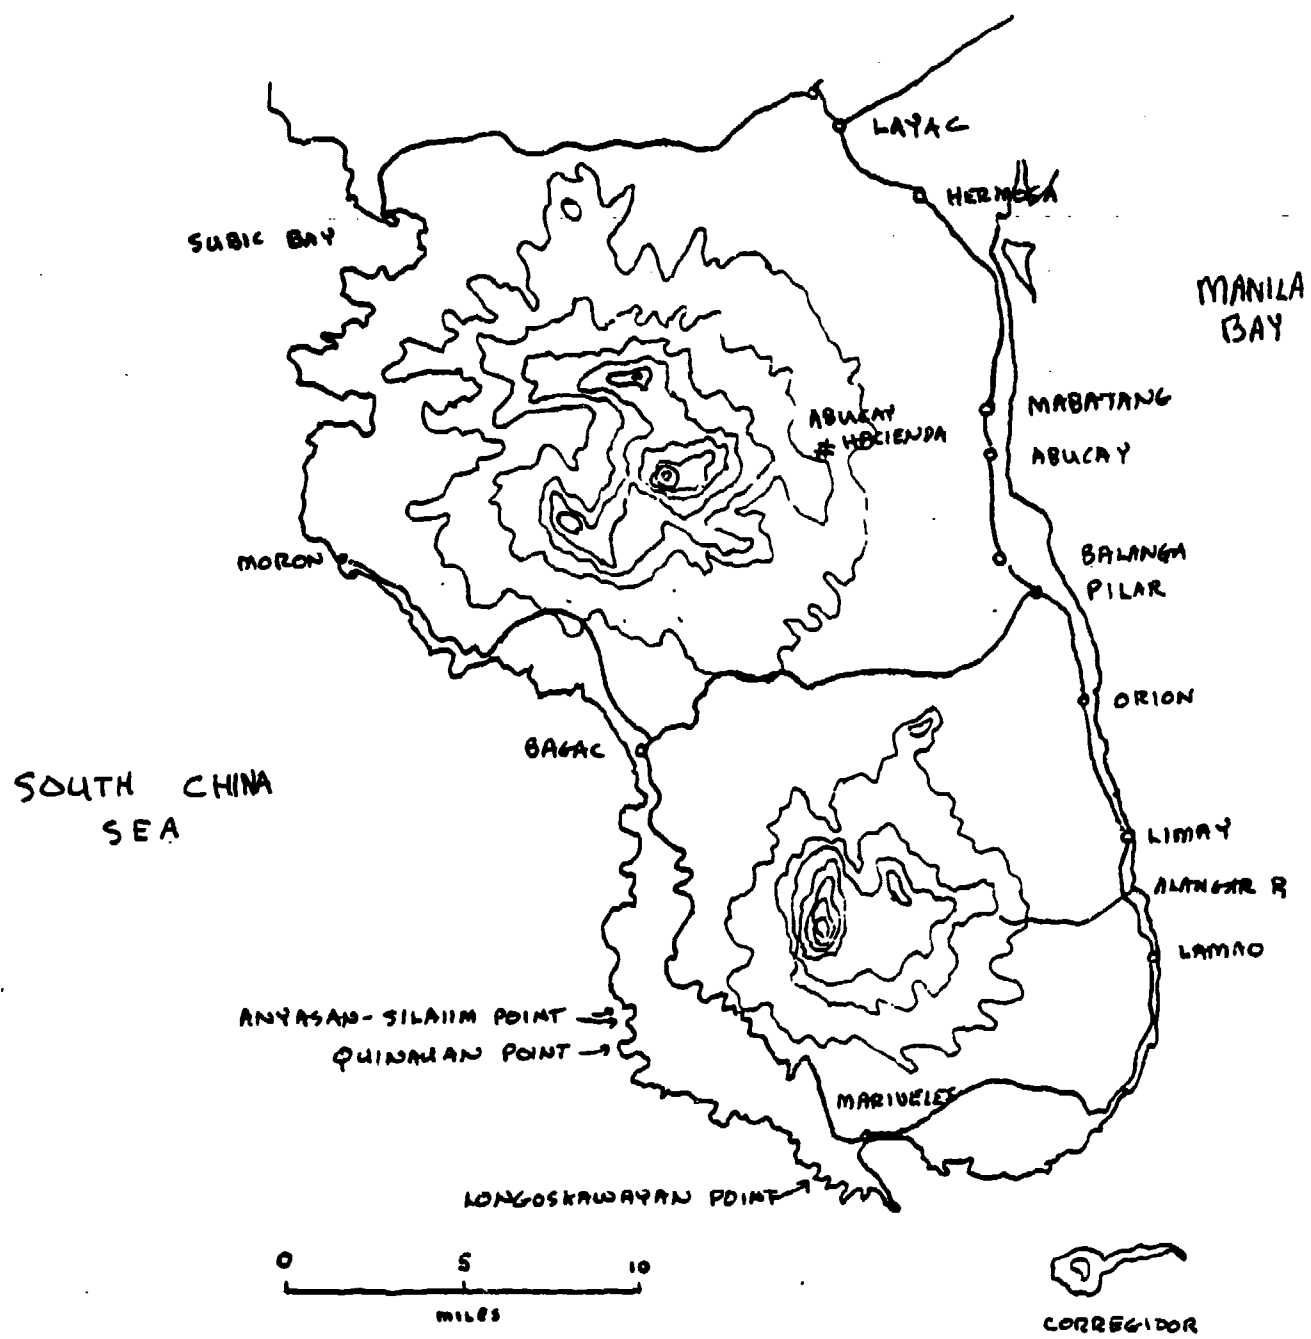 LAYAC
HERMOSA
SUBIC BAY
MANILA
BAY
MABATANG
ABUCAY
HACIENDA
ABUCAY
MORON
BALANGA
PILAR
ORION
BAGAC
SOUTH CHINA
SEA
LIMAY
ALANGAR R
LAMAO
ANYASAN-SILAIIM POINT
QUINAUAN POINT
MARIVELES
LONGOSKAWAYAN POINT
0 5 10
MILES
CORREGIDOR